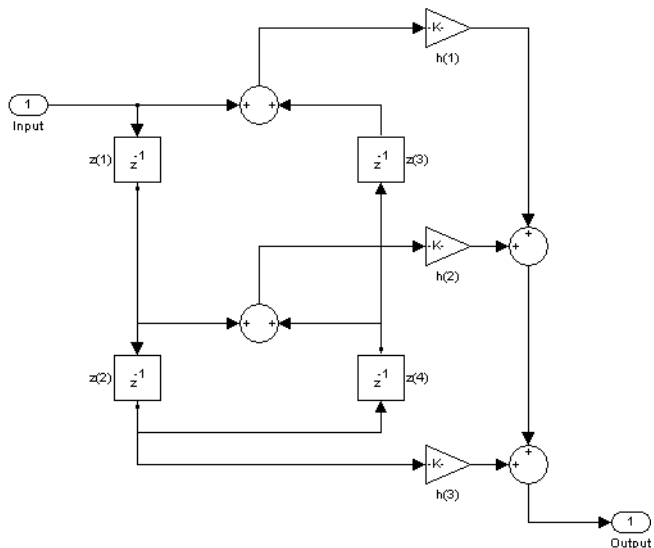 -K-
h(1)
1
Input
+ +
z(1)
z-1
z-1
z(3)
+
+
-K-
h(2)
+ +
z(2)
z-1
z-1
z(4)
+
+
-K-
h(3)
1
Output